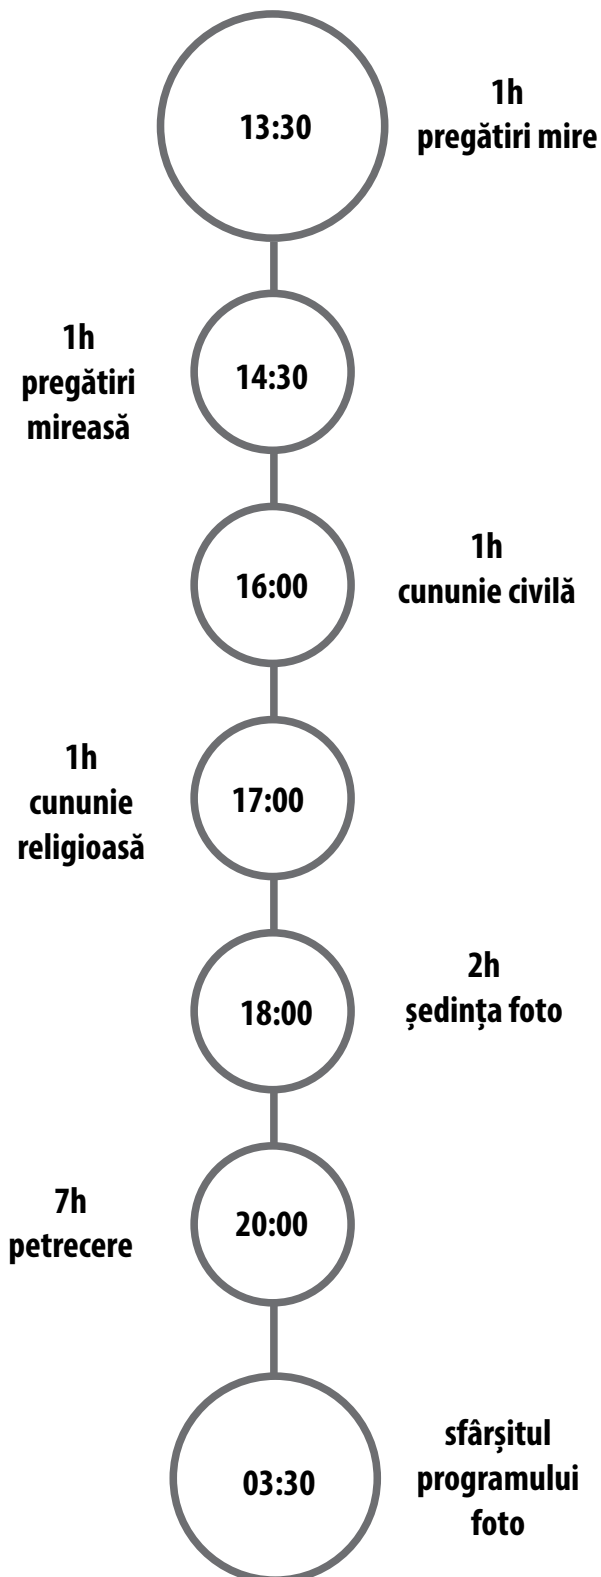 13:30
1h
pregătiri mire
1h
pregătiri
mireasă
14:30
16:00
1h
cununie civilă
1h
cununie
religioasă
17:00
18:00
2h
ședința foto
7h
petrecere
20:00
03:30
sfârșitul
programului
foto